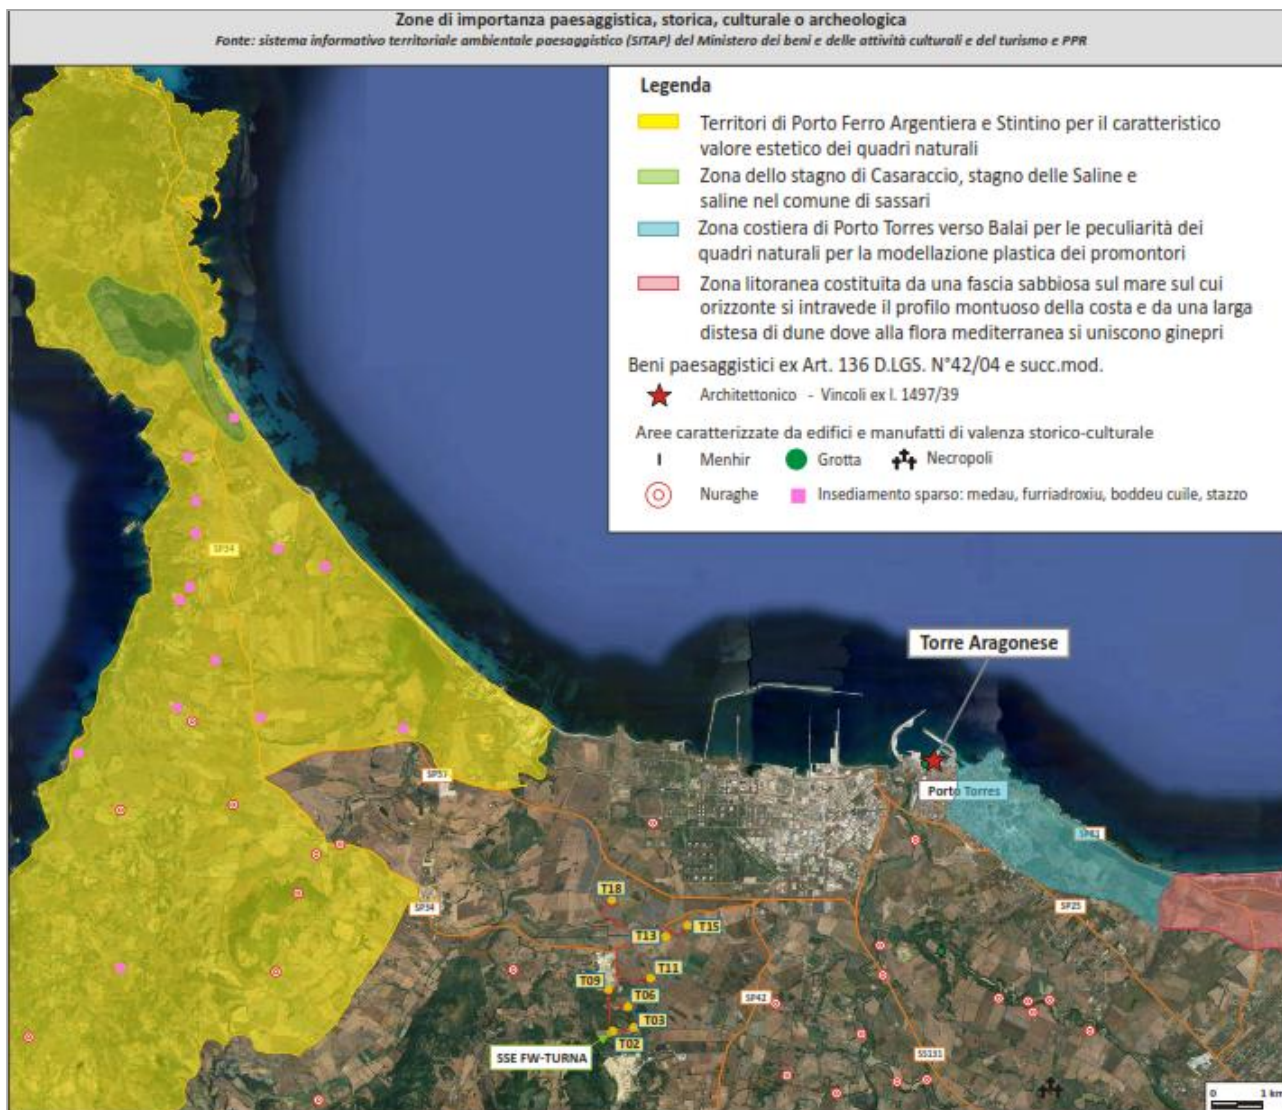 Zone di importanza paesaggistica, storica, culturale o archeologica
Fonte: sistema informativo territoriale ambientale paesaggistico (SITAP) del Ministero dei beni e delle attività culturali e del turismo e PPR
Legenda
Territori di Porto Ferro Argentiera e Stintino per il caratteristico
valore estetico dei quadri naturali
Zona dello stagno di Casaraccio, stagno delle Saline e
saline nel comune di sassari
Zona costiera di Porto Torres verso Balai per le peculiarità dei
quadri naturali per la modellazione plastica dei promontori
Zona litoranea costituita da una fascia sabbiosa sul mare sul cui
orizzonte si intravede il profilo montuoso della costa e da una larga
distesa di dune dove alla flora mediterranea si uniscono ginepri
Beni paesaggistici ex Art. 136 D.LGS. N°42/04 e succ.mod.
Architettonico - Vincoli ex l. 1497/39
Aree caratterizzate da edifici e manufatti di valenza storico-culturale
Menhir Grotta Necropoli
Nuraghe Insediamento sparso: medau, furriadroxiu, boddeu cuile, stazzo
SP34
Torre Aragonese
SP57
Porto Torres
SP81
T18
SP34
SP25
T15
T13
T11
T09
T06
SP42
T03
T02
SSE FW-TURNA
SS131
0 1 km